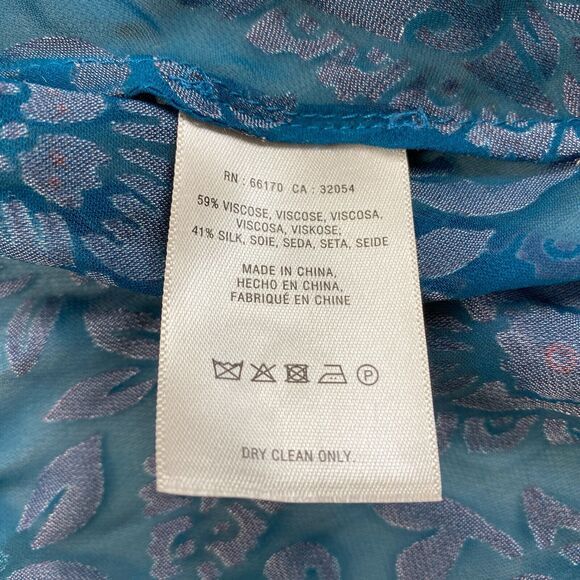 RN : 66170 CA : 32054
59% VISCOSE, VISCOSE, VISCOSA,
VISCOSA, VISKOSE,
41% SILK, SOIE, SEDA, SETA, SEIDE
MADE IN CHINA,
HECHO EN CHINA,
FABRIQUÉ EN CHINE
P
DRY CLEAN ONLY.